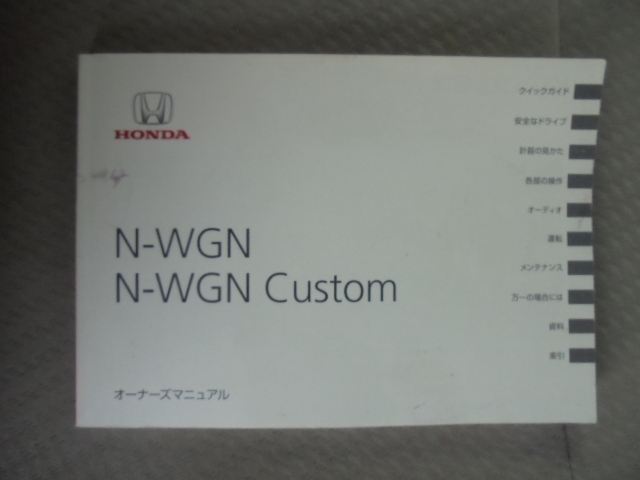 HONDA
N-WGN
N-WGN Custom
オーナーズマニュアル
クイックガイド
安全なドライブ
計器の見かた
各部の操作
オーディオ
運転
メンテナンス
万一の場合には
資料
索引